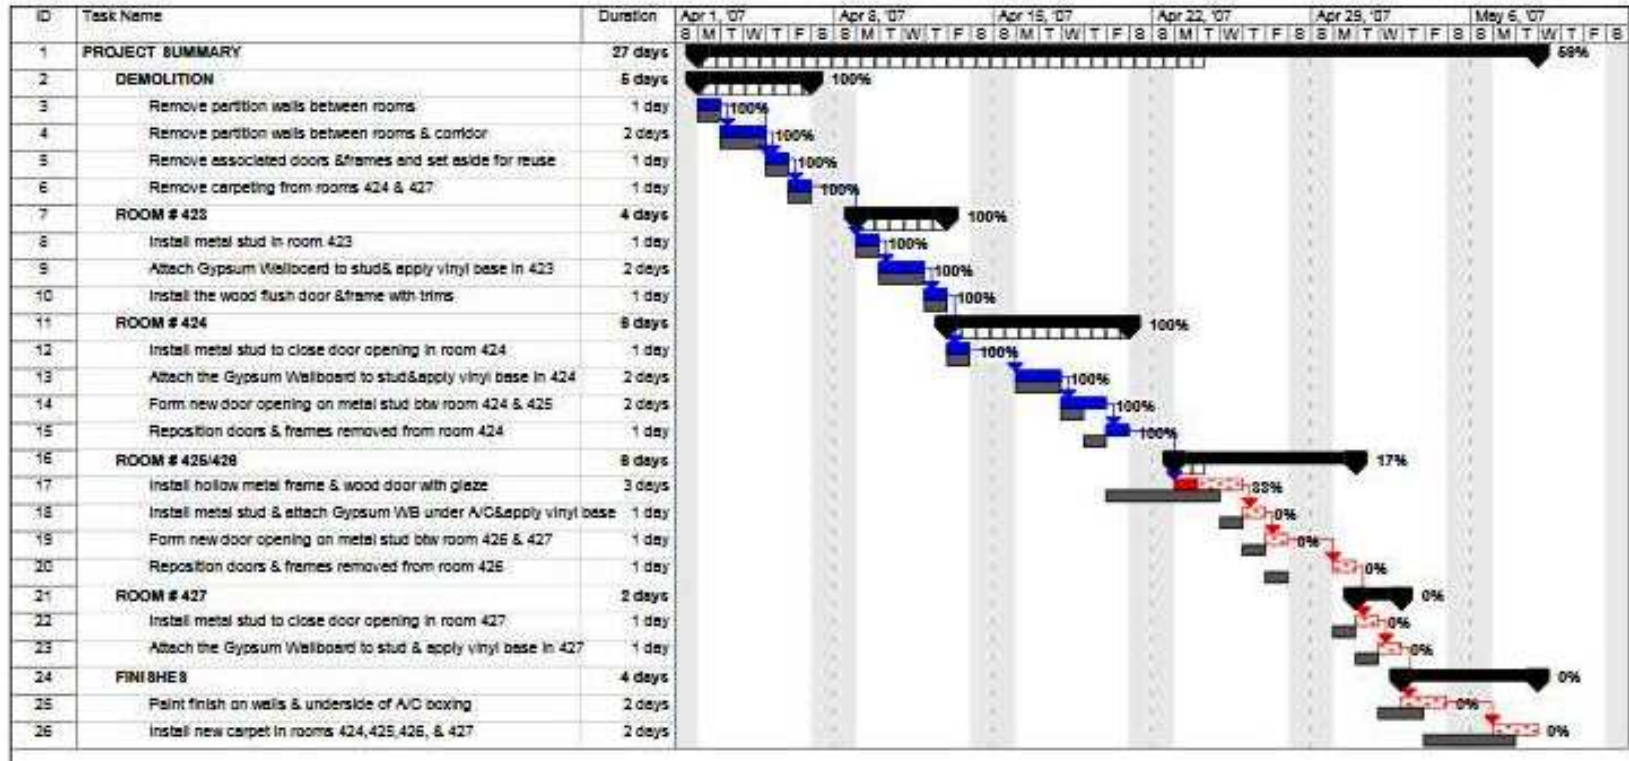 ID Task Name Duration Apr 1, '07 Apr 8, '07 Apr 15, '07 Apr 22, '07 Apr 29, '07 May 6, '07
S M T W T F S S M T W T F S S M T W T F S S M T W T F S S M T W T F S S M T W T F S
1 PROJECT SUMMARY 27 days 59%
2 DEMOLITION 5 days 100%
3 Remove partition walls between rooms 1 day 100%
4 Remove partition walls between rooms & corridor 2 days 100%
5 Remove associated doors &frames and set aside for reuse 1 day 100%
6 Remove carpeting from rooms 424 & 427 1 day 100%
7 ROOM # 423 4 days 100%
8 Install metal stud in room 423 1 day 100%
9 Attach Gypsum Wallboard to stud& apply vinyl base in 423 2 days 100%
10 Install the wood flush door &frame with trims 1 day 100%
11 ROOM # 424 6 days 100%
12 Install metal stud to close door opening in room 424 1 day 100%
13 Attach the Gypsum Wallboard to stud&apply vinyl base in 424 2 days 100%
14 Form new door opening on metal stud btw room 424 & 425 2 days 100%
15 Reposition doors & frames removed from room 424 1 day 100%
16 ROOM # 425/426 6 days 17%
17 Install hollow metal frame & wood door with glaze 3 days 33%
18 Install metal stud & attach Gypsum WB under A/C&apply vinyl base 1 day 0%
19 Form new door opening on metal stud btw room 426 & 427 1 day 0%
20 Reposition doors & frames removed from room 426 1 day 0%
21 ROOM # 427 2 days 0%
22 Install metal stud to close door opening in room 427 1 day 0%
23 Attach the Gypsum Wallboard to stud & apply vinyl base in 427 1 day 0%
24 FINISHES 4 days 0%
25 Paint finish on walls & underside of A/C boxing 2 days 0%
26 Install new carpet in rooms 424,425,426, & 427 2 days 0%